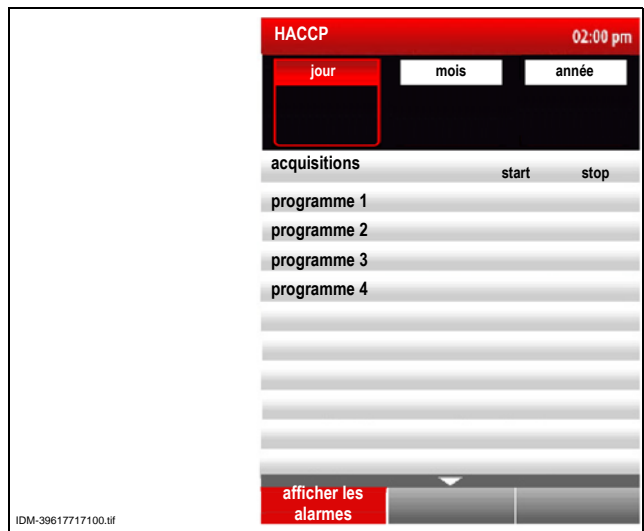 HACCP 02:00 pm
jour mois année
acquisitions start stop
programme 1
programme 2
programme 3
programme 4
afficher les
alarmes
IDM-39617717100.tif